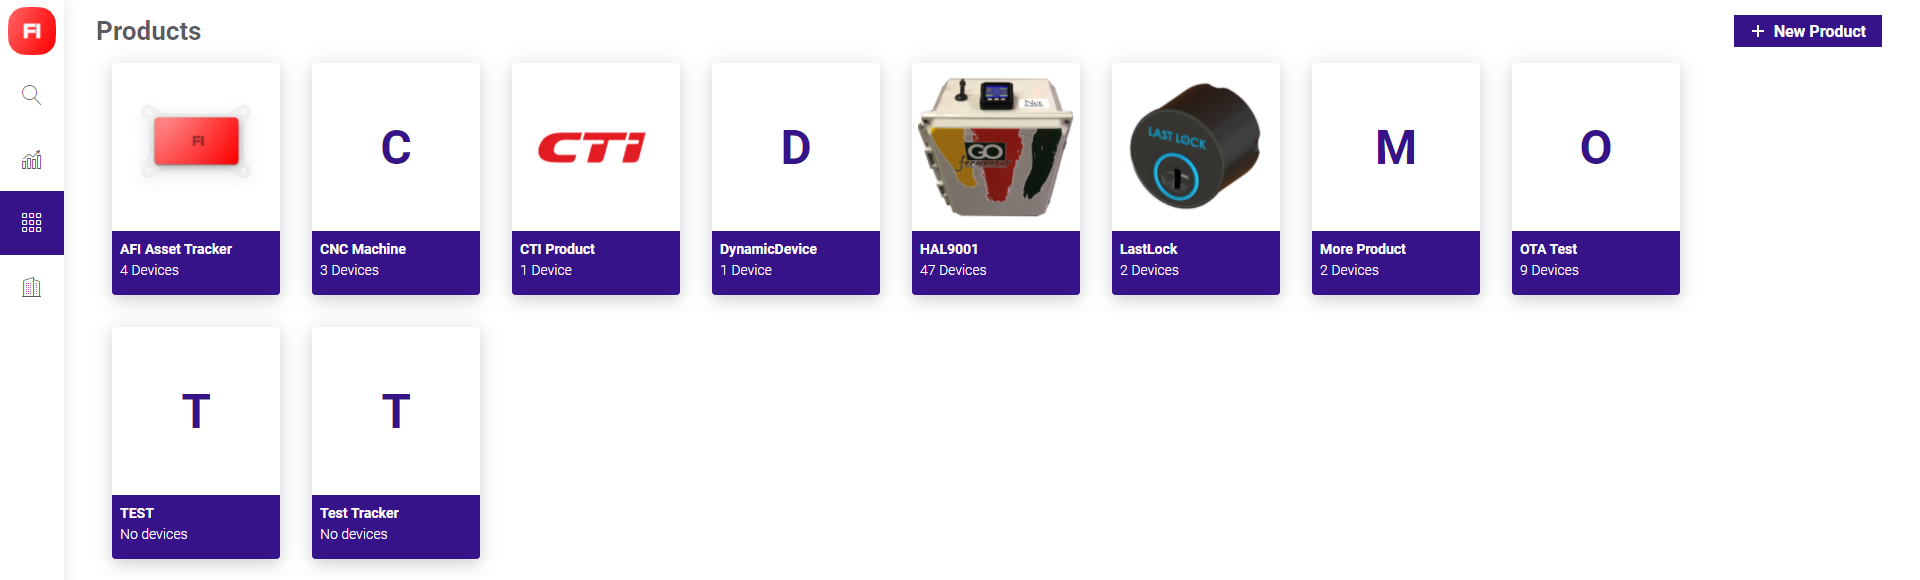 FI
Products
+ New Product
FI
AFI Asset Tracker
4 Devices
C
CNC Machine
3 Devices
CTI
CTI Product
1 Device
D
DynamicDevice
1 Device
Net
GO
ferment
HAL9001
47 Devices
LAST LOCK
LastLock
2 Devices
M
More Product
2 Devices
O
OTA Test
9 Devices
T
TEST
No devices
T
Test Tracker
No devices